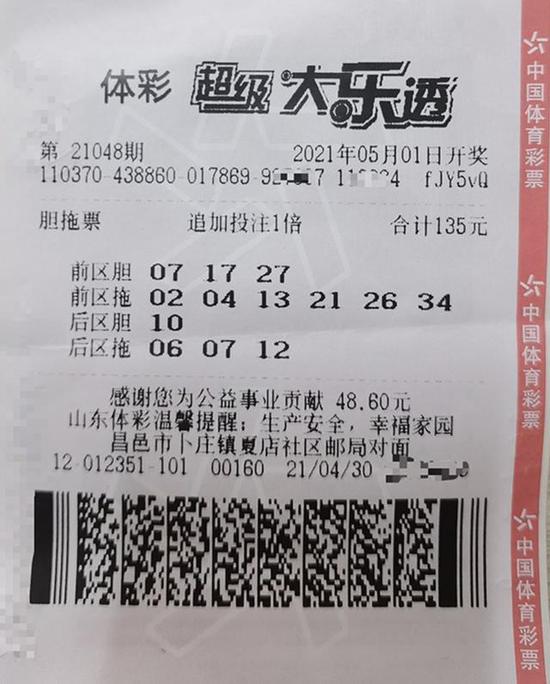 体彩 超级大乐透
第 21048期 2021年05月01日开奖
110370-438860-017869- fJY5vQ
胆拖票 追加投注1倍 合计135元
前区胆 07 17 27
前区拖 02 04 13 21 26 34
后区胆 10
后区拖 06 07 12
感谢您为公益事业贡献 48.60元
山东体彩温馨提醒：生产安全，幸福家园
昌邑市卜庄镇夏店社区邮局对面
12-012351-101 00160 21/04/30
中国体育彩票
中国体育彩票
中国体育彩票